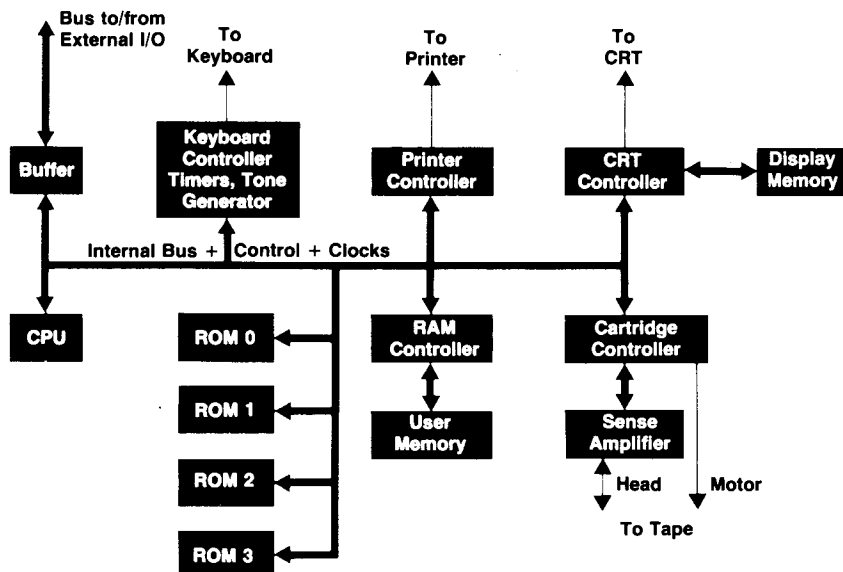 Bus to/from
External I/O
To
Keyboard
To
Printer
To
CRT
Buffer
Keyboard
Controller
Timers, Tone
Generator
Printer
Controller
CRT
Controller
Display
Memory
Internal Bus + Control + Clocks
CPU
ROM 0
ROM 1
ROM 2
ROM 3
RAM
Controller
User
Memory
Cartridge
Controller
Sense
Amplifier
Head
Motor
To Tape